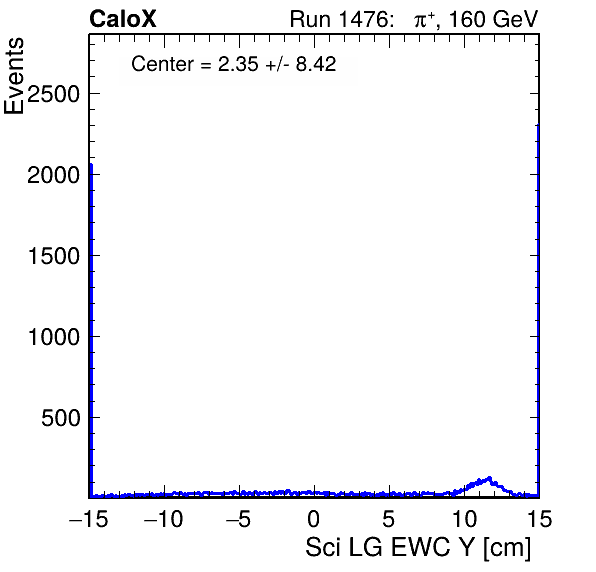 CaloX
Run 1476: π⁺, 160 GeV
Events
Center = 2.35 +/- 8.42
2500
2000
1500
1000
500
−15 −10 −5 0 5 10 15
Sci LG EWC Y [cm]